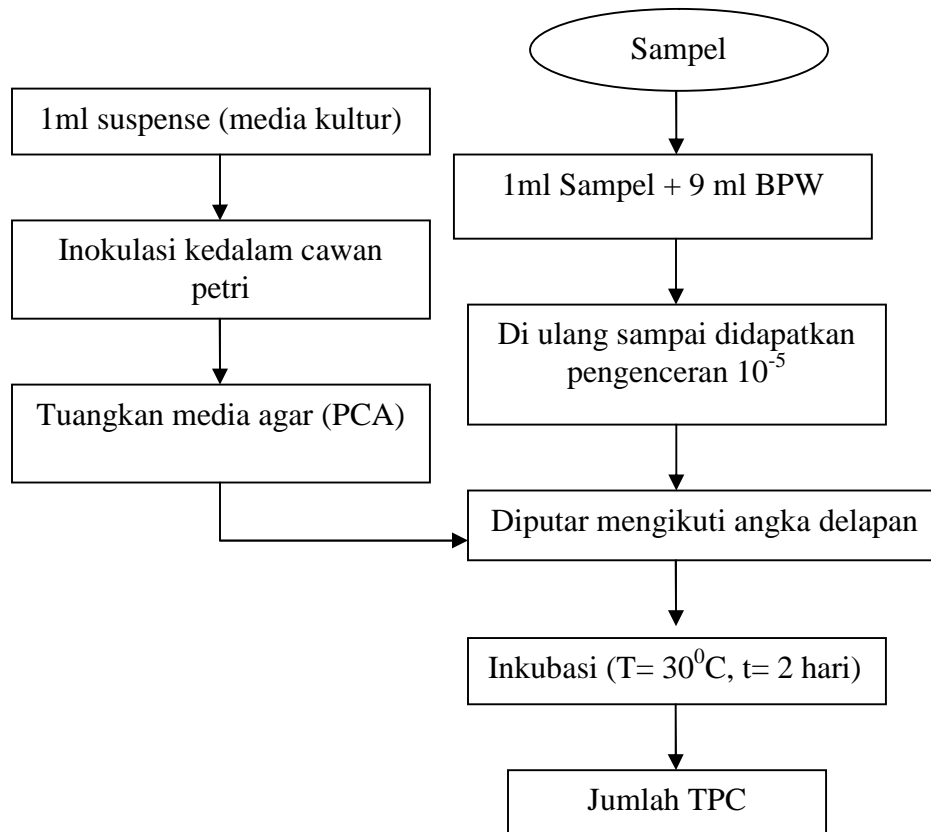 Sampel
1ml suspense (media kultur)
1ml Sampel + 9 ml BPW
Inokulasi kedalam cawan
petri
Di ulang sampai didapatkan
pengenceran 10⁻⁵
Tuangkan media agar (PCA)
Diputar mengikuti angka delapan
Inkubasi (T= 30⁰C, t= 2 hari)
Jumlah TPC